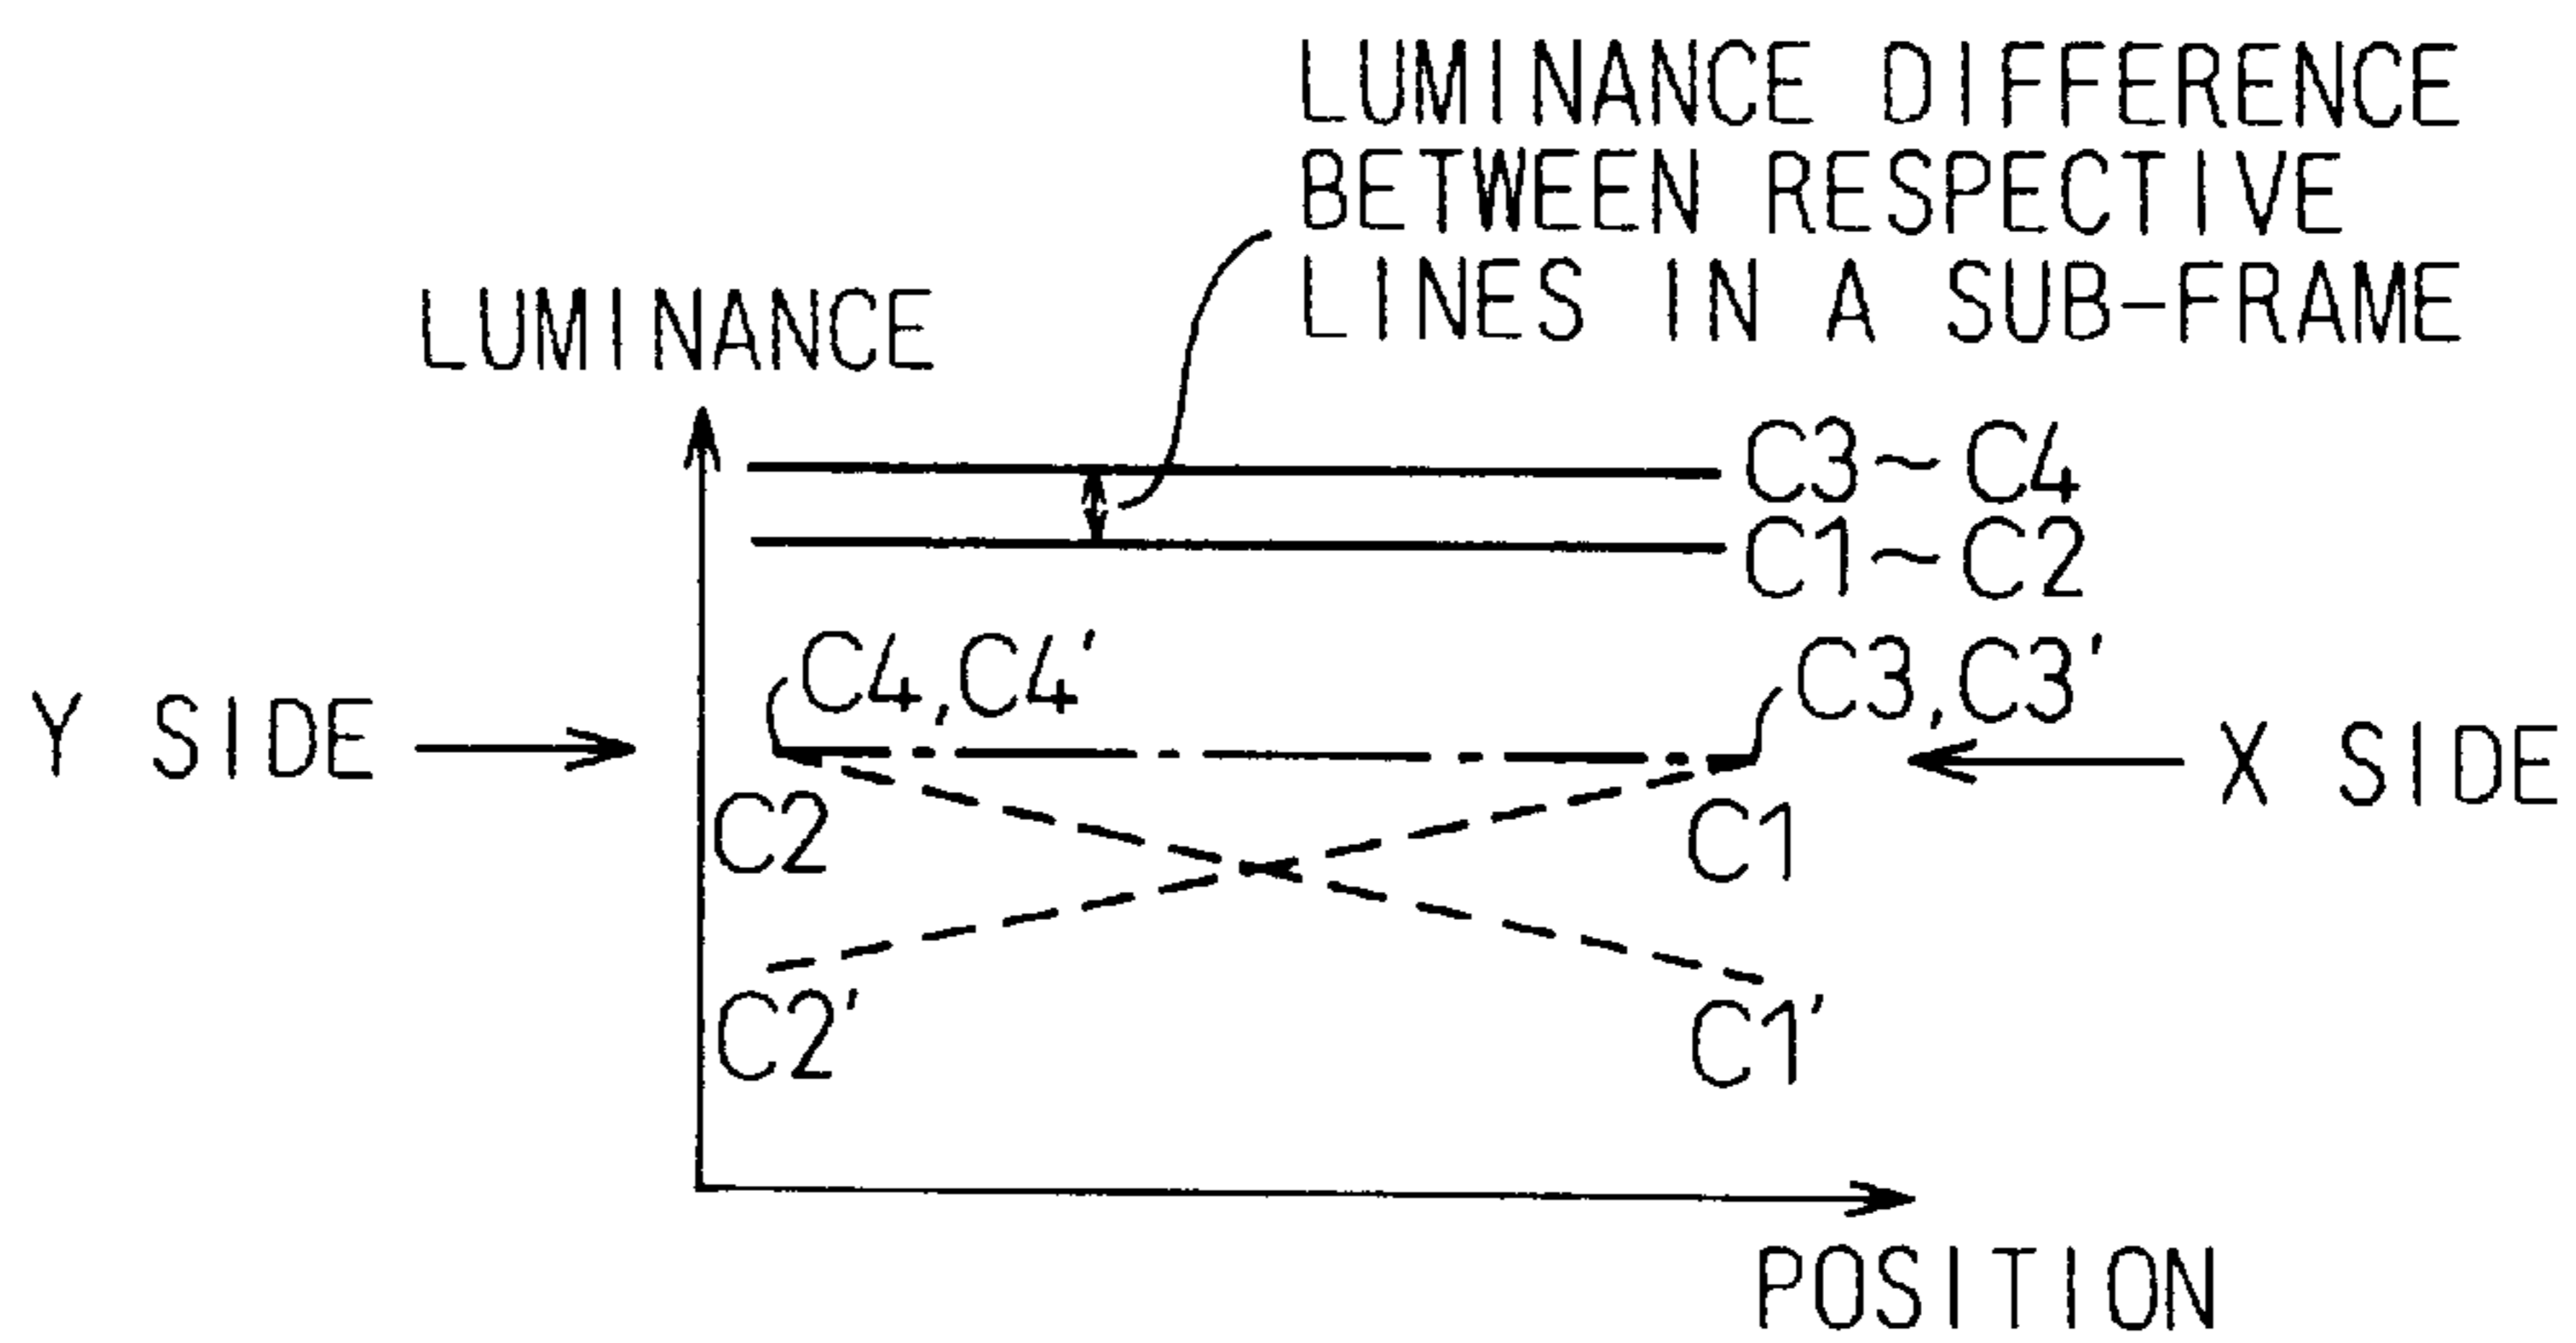 LUMINANCE DIFFERENCE
BETWEEN RESPECTIVE
LINES IN A SUB-FRAME
LUMINANCE
C3~C4
C1~C2
C4,C4'
C3,C3'
Y SIDE
X SIDE
C2
C1
C2'
C1'
POSITION